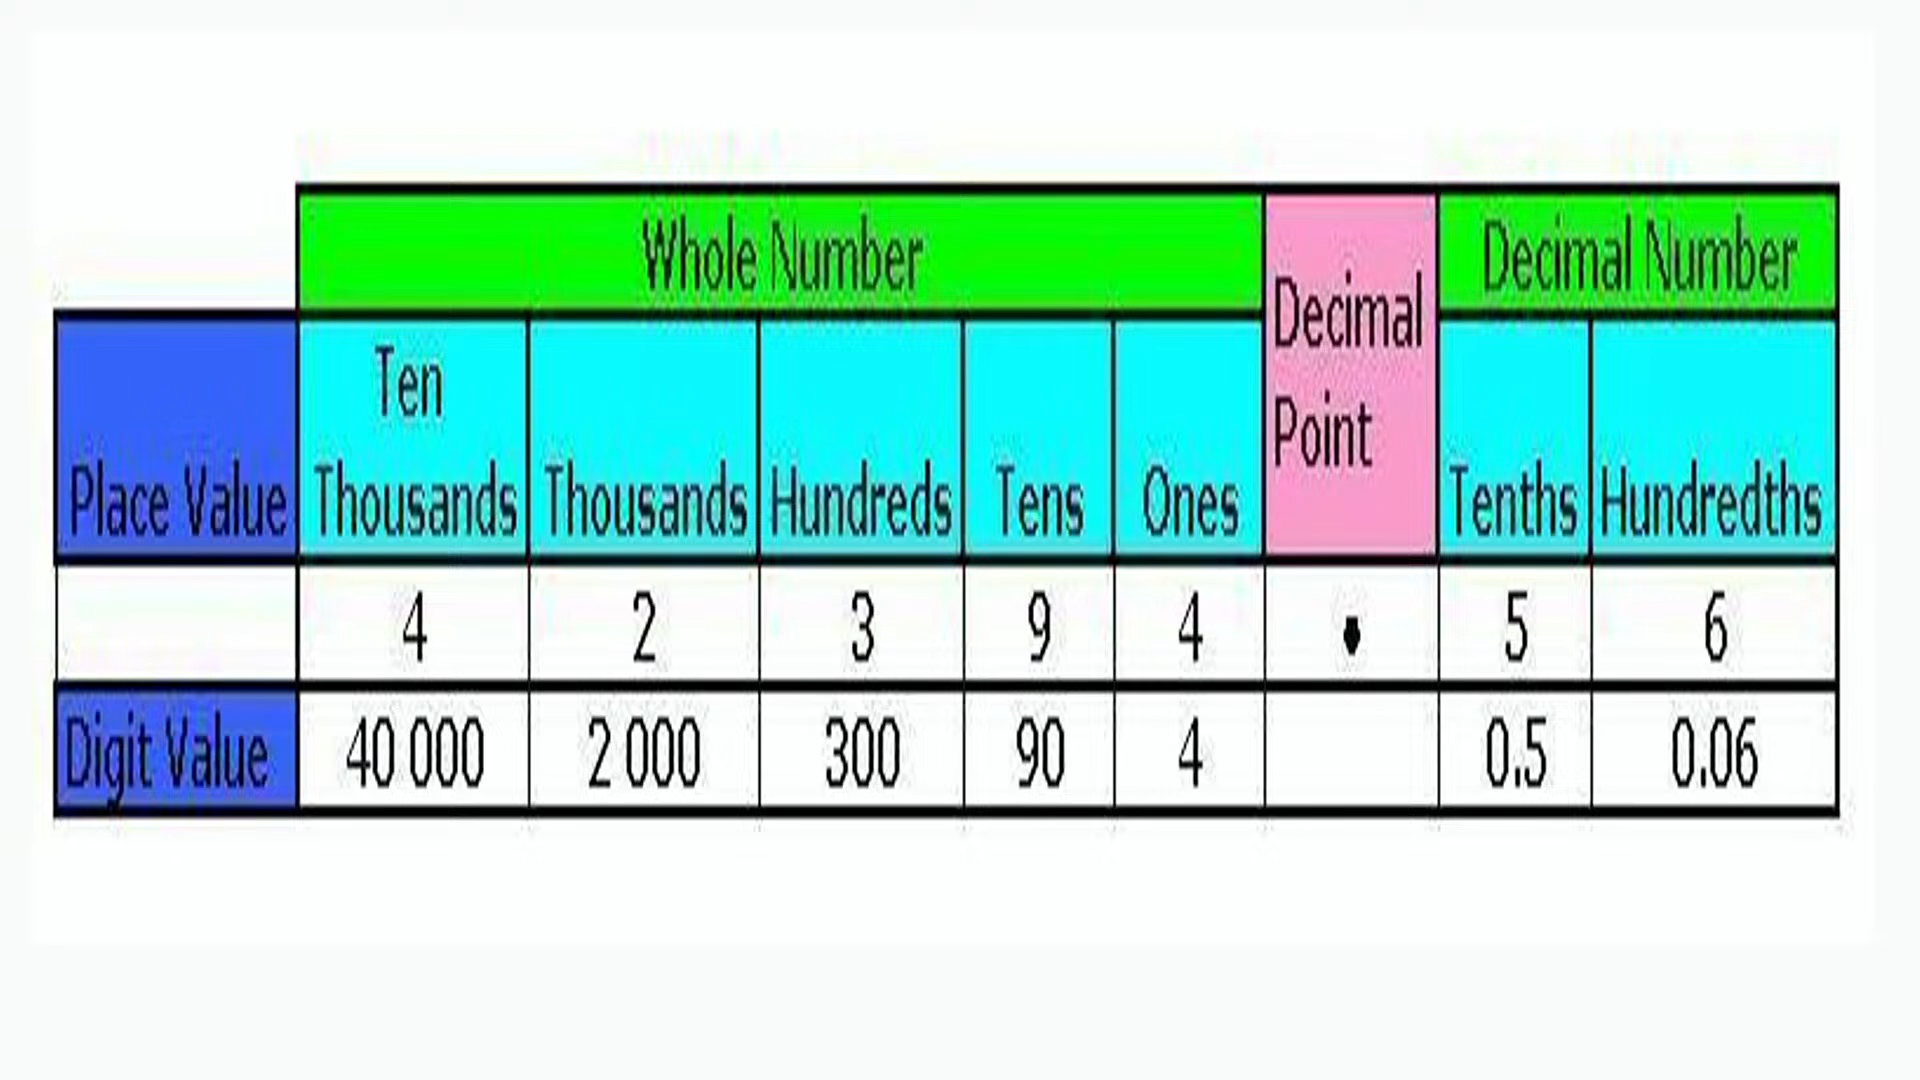 Whole Number Decimal Point Decimal Number
Place Value Ten Thousands Thousands Hundreds Tens Ones Tenths Hundredths
4 2 3 9 4 . 5 6
Digit Value 40 000 2 000 300 90 4 0.5 0.06